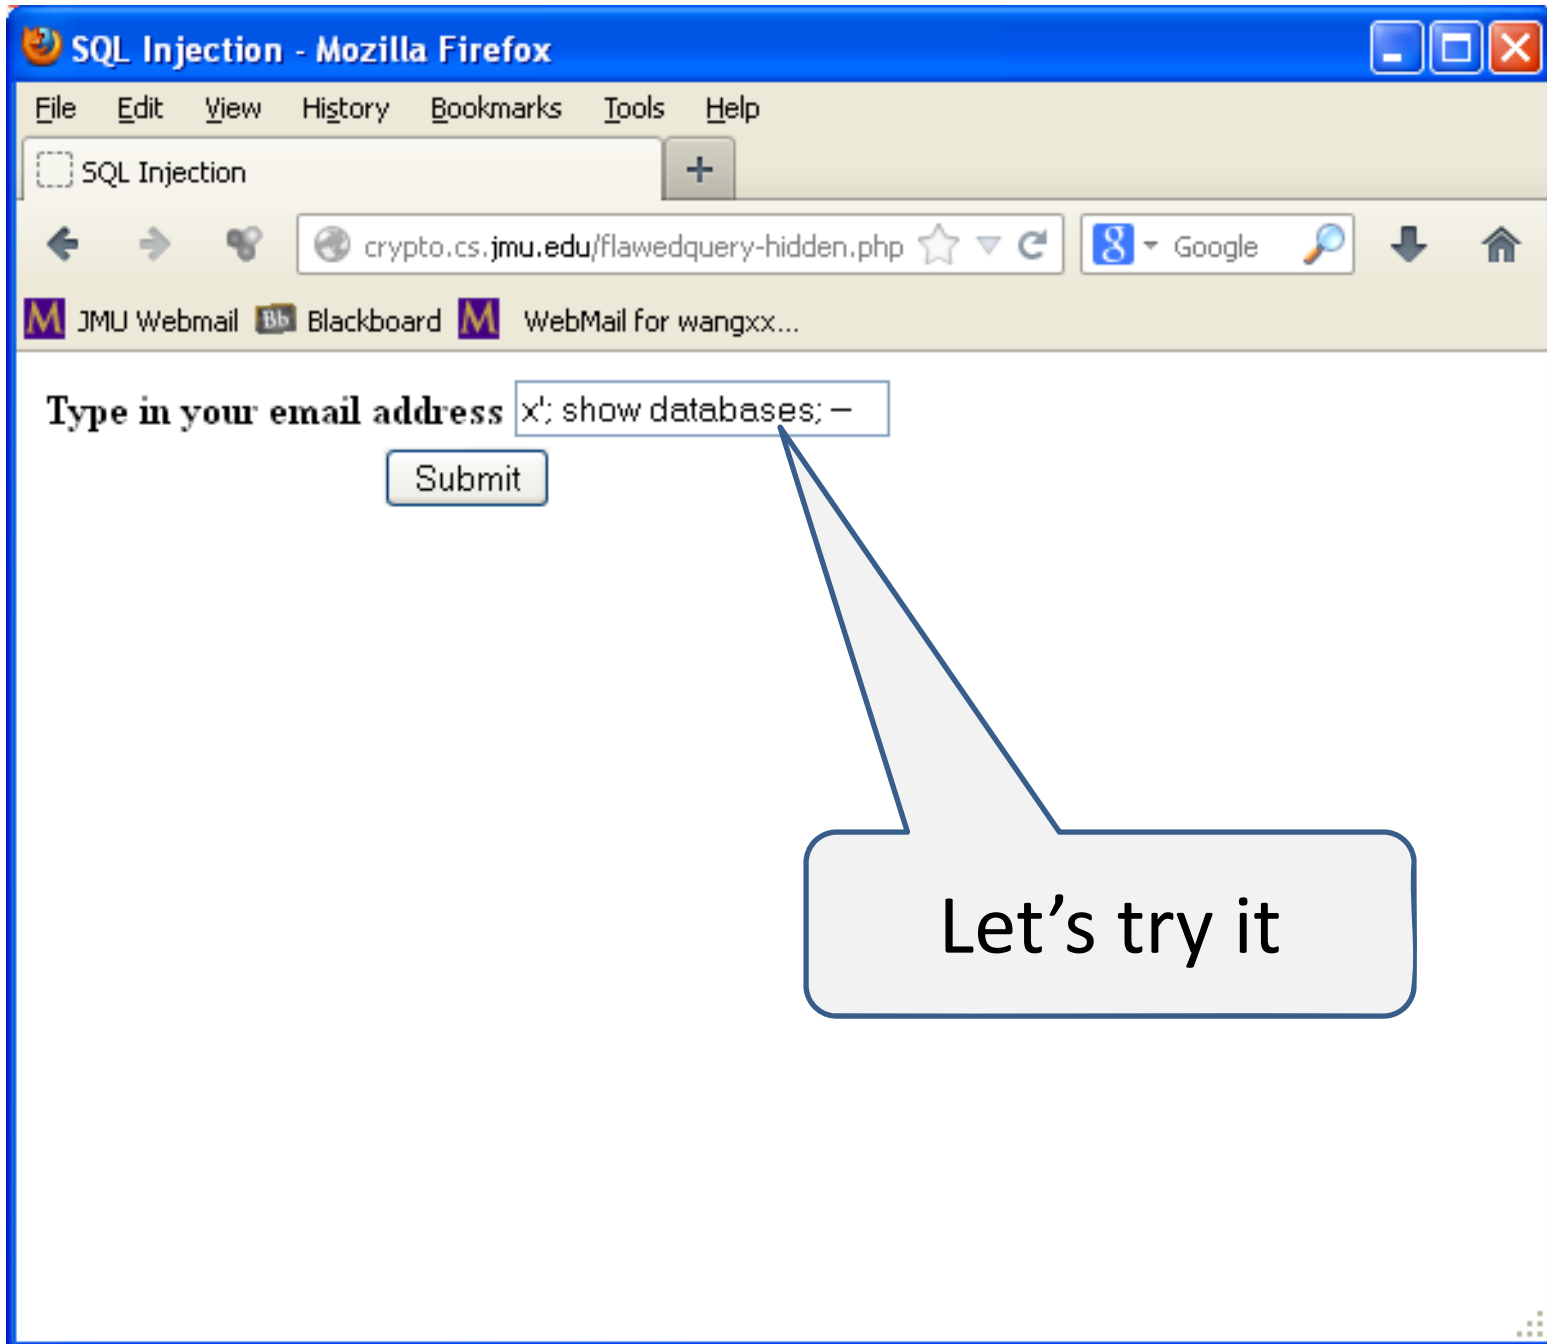 SQL Injection - Mozilla Firefox
File Edit View History Bookmarks Tools Help
SQL Injection +
crypto.cs.jmu.edu/flawedquery-hidden.php 8 Google
M JMU Webmail Bb Blackboard M WebMail for wangxx...
Type in your email address x'; show databases; --
Submit
Let's try it